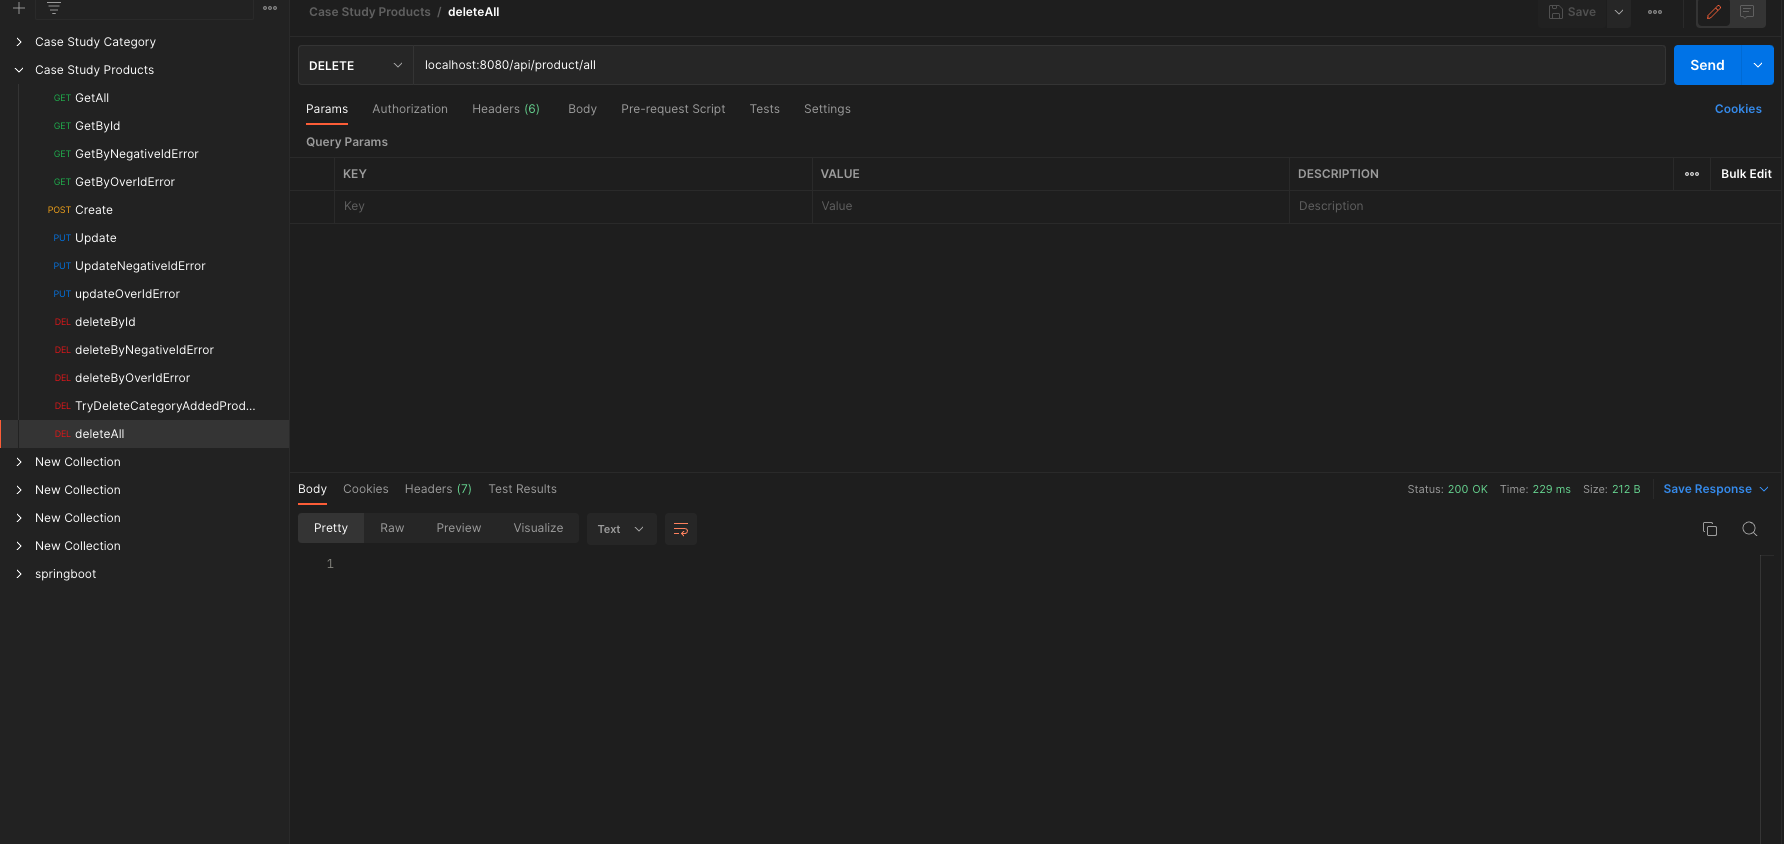 Case Study Products / deleteAll
Save
Case Study Category
Case Study Products
GET GetAll
GET GetById
GET GetByNegativeIdError
GET GetByOverIdError
POST Create
PUT Update
PUT UpdateNegativeIdError
PUT updateOverIdError
DEL deleteById
DEL deleteByNegativeIdError
DEL deleteByOverIdError
DEL TryDeleteCategoryAddedProd...
DEL deleteAll
New Collection
New Collection
New Collection
New Collection
springboot
DELETE localhost:8080/api/product/all Send
Params Authorization Headers (6) Body Pre-request Script Tests Settings Cookies
Query Params
KEY VALUE DESCRIPTION Bulk Edit
Key Value Description
Body Cookies Headers (7) Test Results Status: 200 OK Time: 229 ms Size: 212 B Save Response
Pretty Raw Preview Visualize Text
1